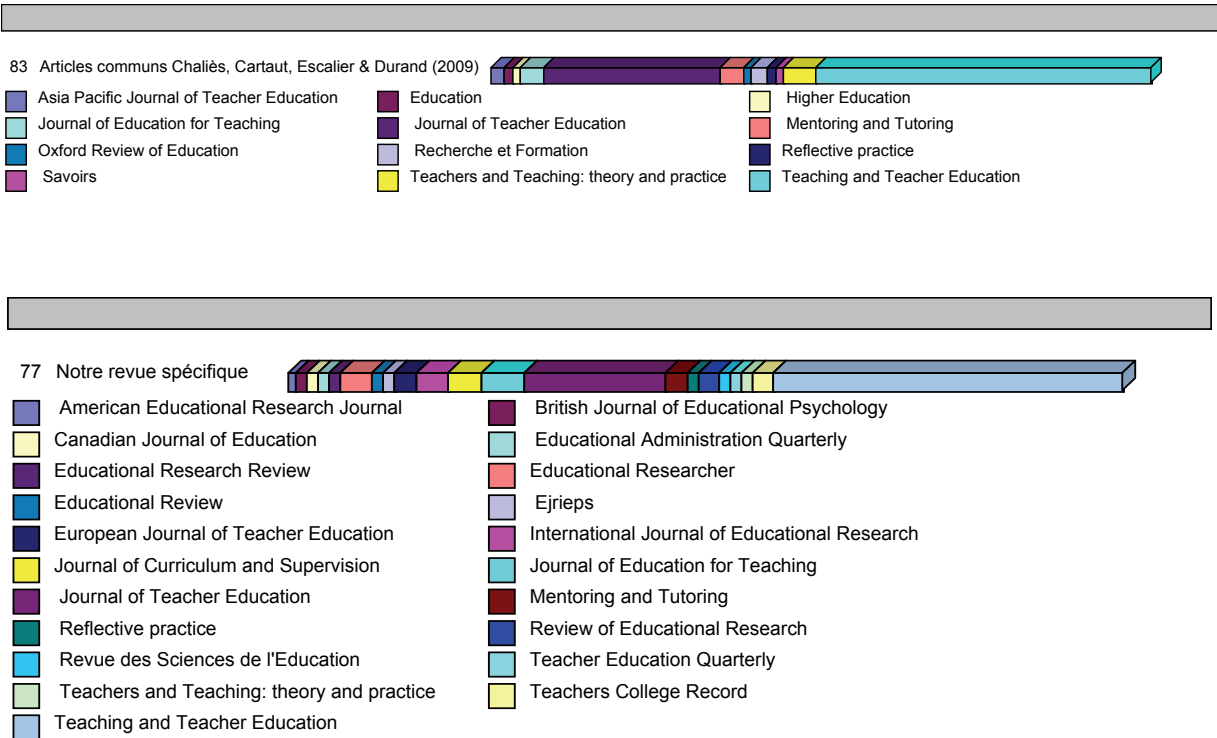 83 Articles communs Chaliès, Cartaut, Escalier & Durand (2009)
Asia Pacific Journal of Teacher Education
Education
Higher Education
Journal of Education for Teaching
Journal of Teacher Education
Mentoring and Tutoring
Oxford Review of Education
Recherche et Formation
Reflective practice
Savoirs
Teachers and Teaching: theory and practice
Teaching and Teacher Education
77 Notre revue spécifique
American Educational Research Journal
British Journal of Educational Psychology
Canadian Journal of Education
Educational Administration Quarterly
Educational Research Review
Educational Researcher
Educational Review
Ejrieps
European Journal of Teacher Education
International Journal of Educational Research
Journal of Curriculum and Supervision
Journal of Education for Teaching
Journal of Teacher Education
Mentoring and Tutoring
Reflective practice
Review of Educational Research
Revue des Sciences de l'Education
Teacher Education Quarterly
Teachers and Teaching: theory and practice
Teachers College Record
Teaching and Teacher Education